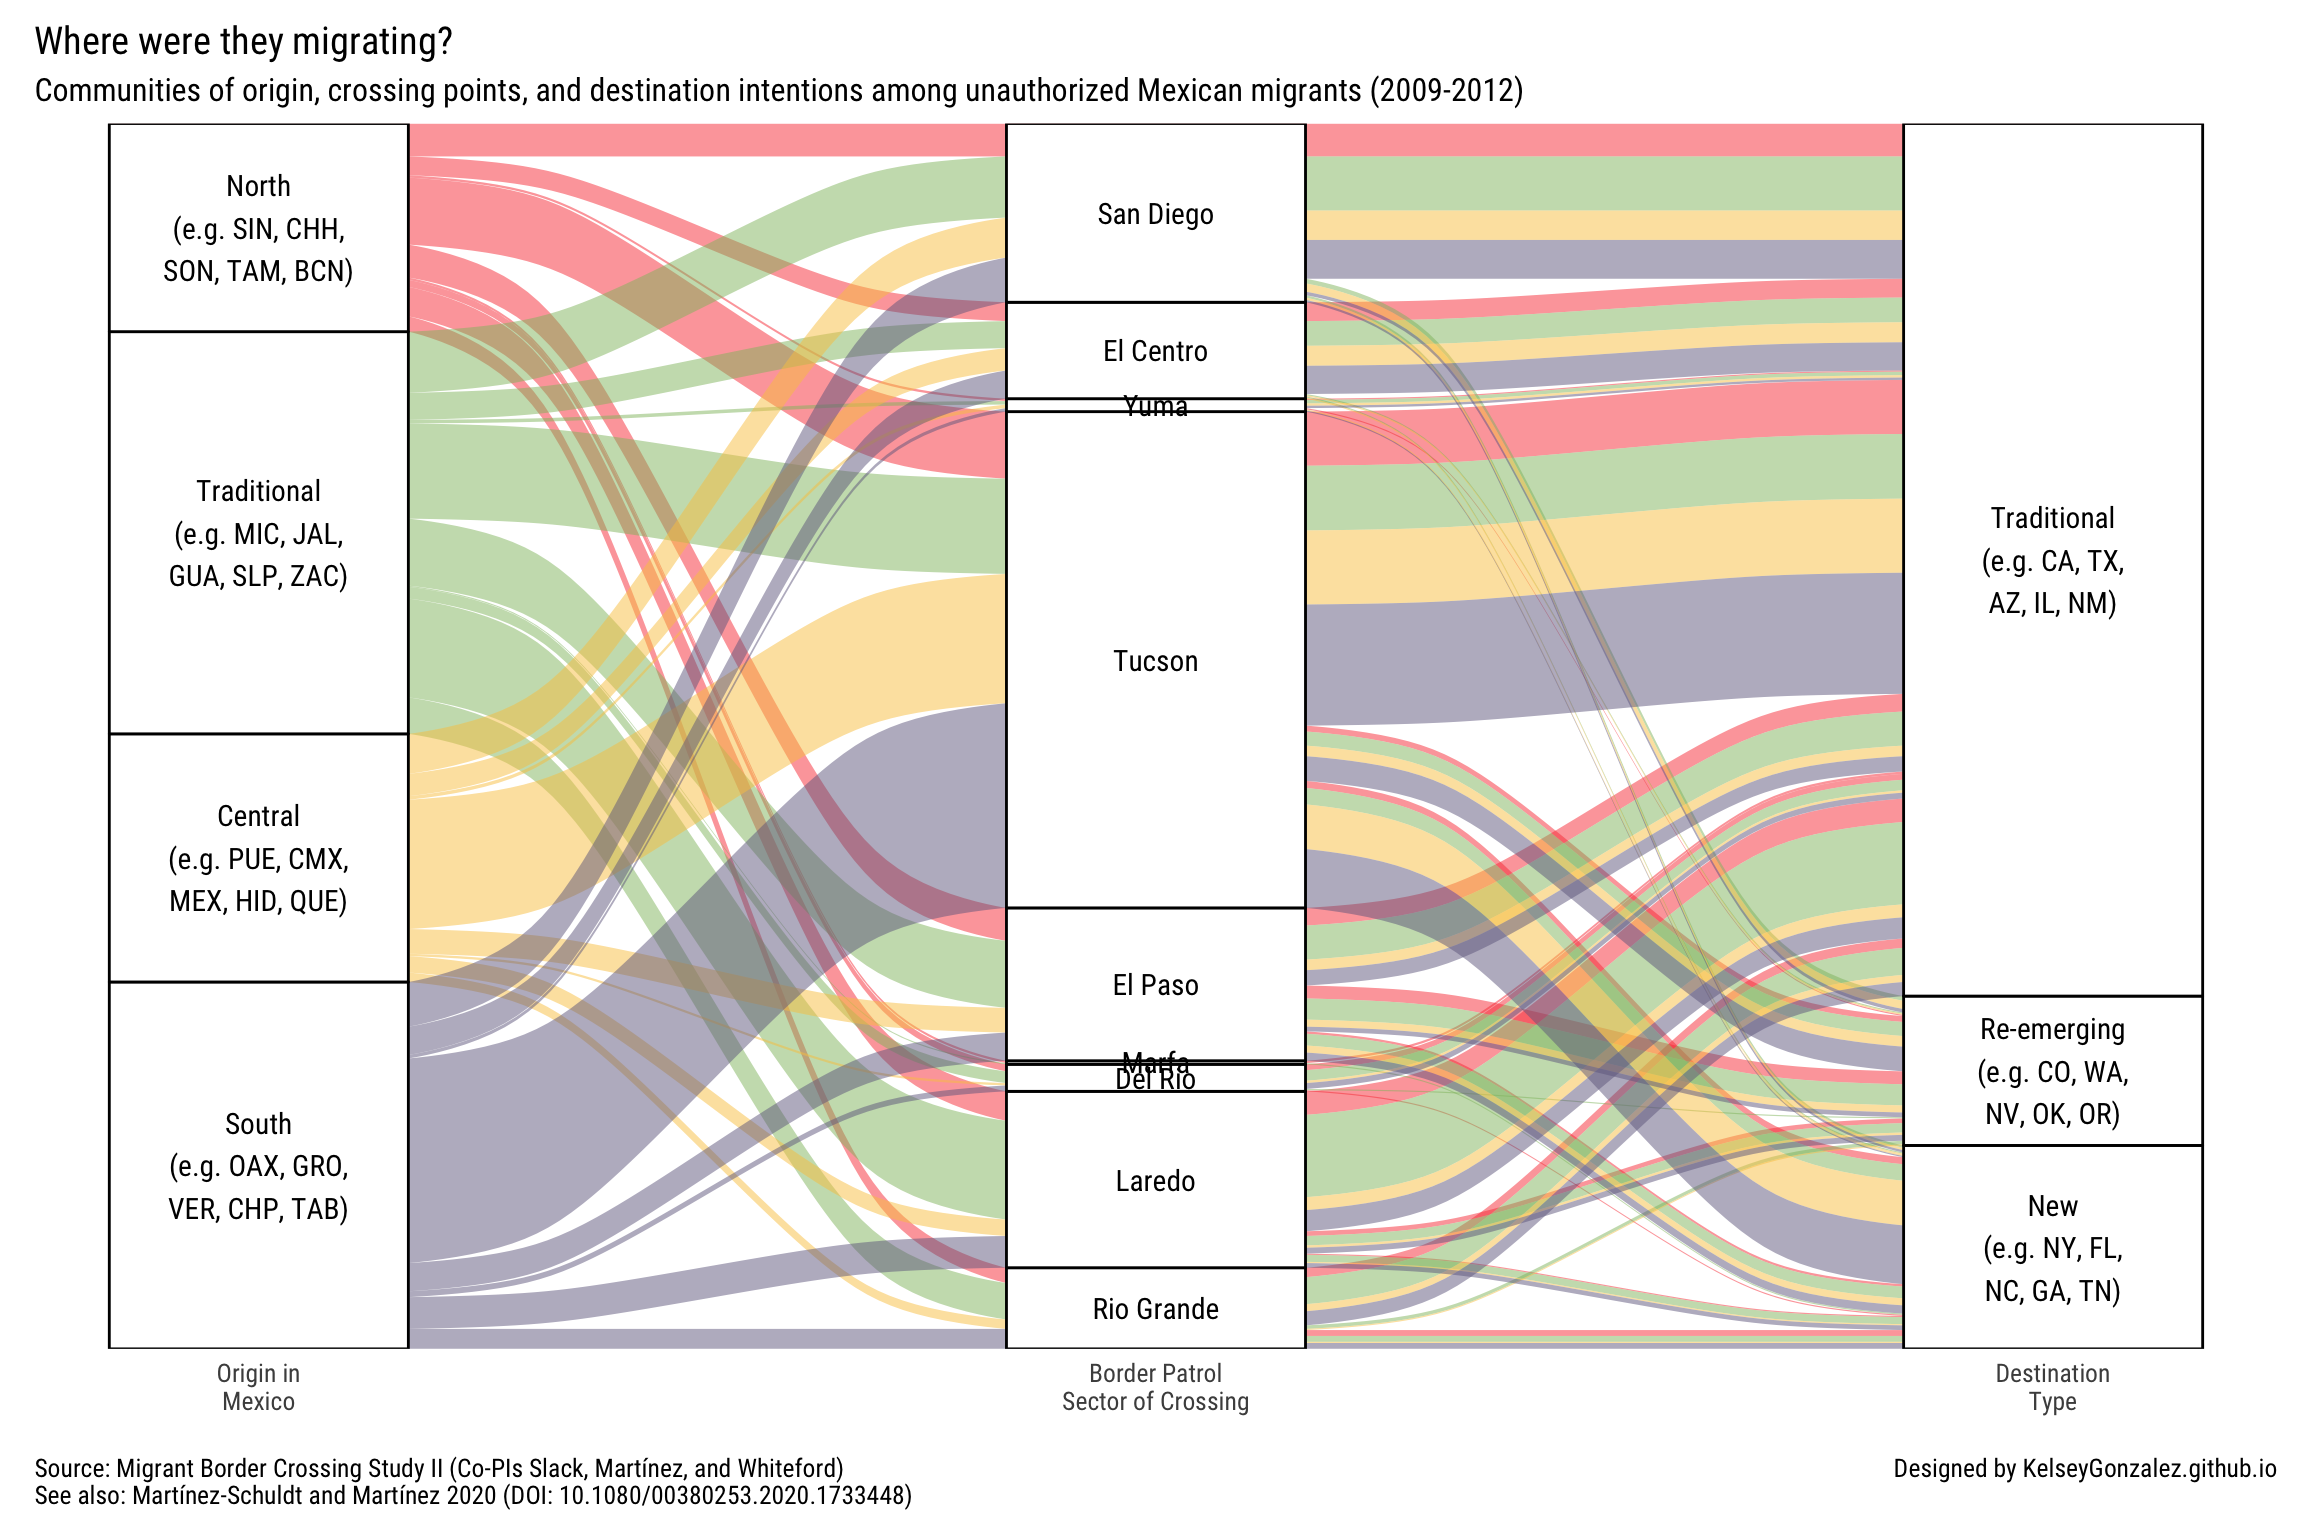 Where were they migrating?
Communities of origin, crossing points, and destination intentions among unauthorized Mexican migrants (2009-2012)
North
(e.g. SIN, CHH,
SON, TAM, BCN)
Traditional
(e.g. MIC, JAL,
GUA, SLP, ZAC)
Central
(e.g. PUE, CMX,
MEX, HID, QUE)
South
(e.g. OAX, GRO,
VER, CHP, TAB)
Origin in
Mexico
San Diego
El Centro
Yuma
Tucson
El Paso
Marfa
Del Rio
Laredo
Rio Grande
Border Patrol
Sector of Crossing
Traditional
(e.g. CA, TX,
AZ, IL, NM)
Re-emerging
(e.g. CO, WA,
NV, OK, OR)
New
(e.g. NY, FL,
NC, GA, TN)
Destination
Type
Source: Migrant Border Crossing Study II (Co-PIs Slack, Martínez, and Whiteford)
See also: Martínez-Schuldt and Martínez 2020 (DOI: 10.1080/00380253.2020.1733448)
Designed by KelseyGonzalez.github.io